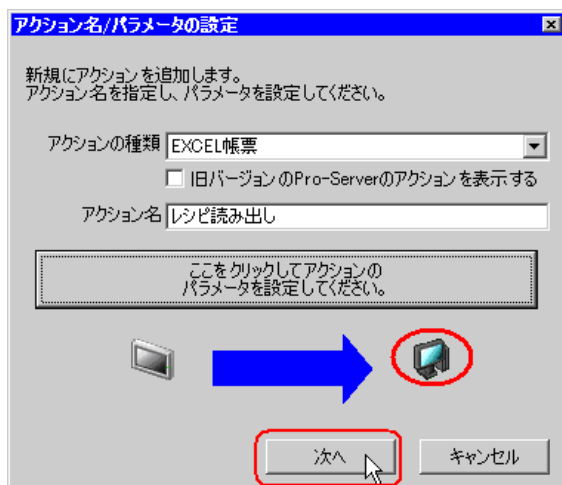 アクション名/パラメータの設定
新規にアクションを追加します。
アクション名を指定し、パラメータを設定してください。
アクションの種類 EXCEL帳票
旧バージョンのPro-Serverのアクションを表示する
アクション名 レシピ読み出し
ここをクリックしてアクションの
パラメータを設定してください。
次へ キャンセル